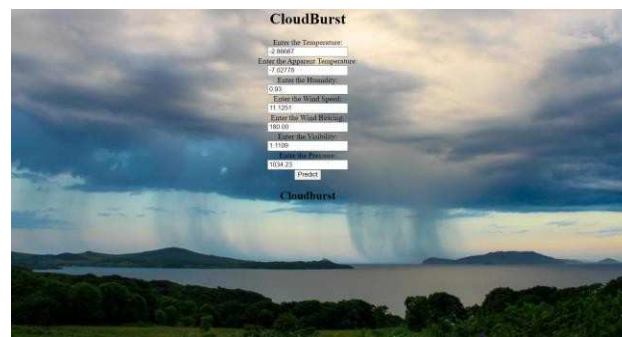 CloudBurst
Enter the Temperature:
-2.86667
Enter the Apparent Temperature:
-7.02778
Enter the Humidity:
0.93
Enter the Wind Speed:
11.1251
Enter the Wind Bearing:
180.00
Enter the Visibility:
1.1109
Enter the Pressure:
1034.23
Predict
Cloudburst